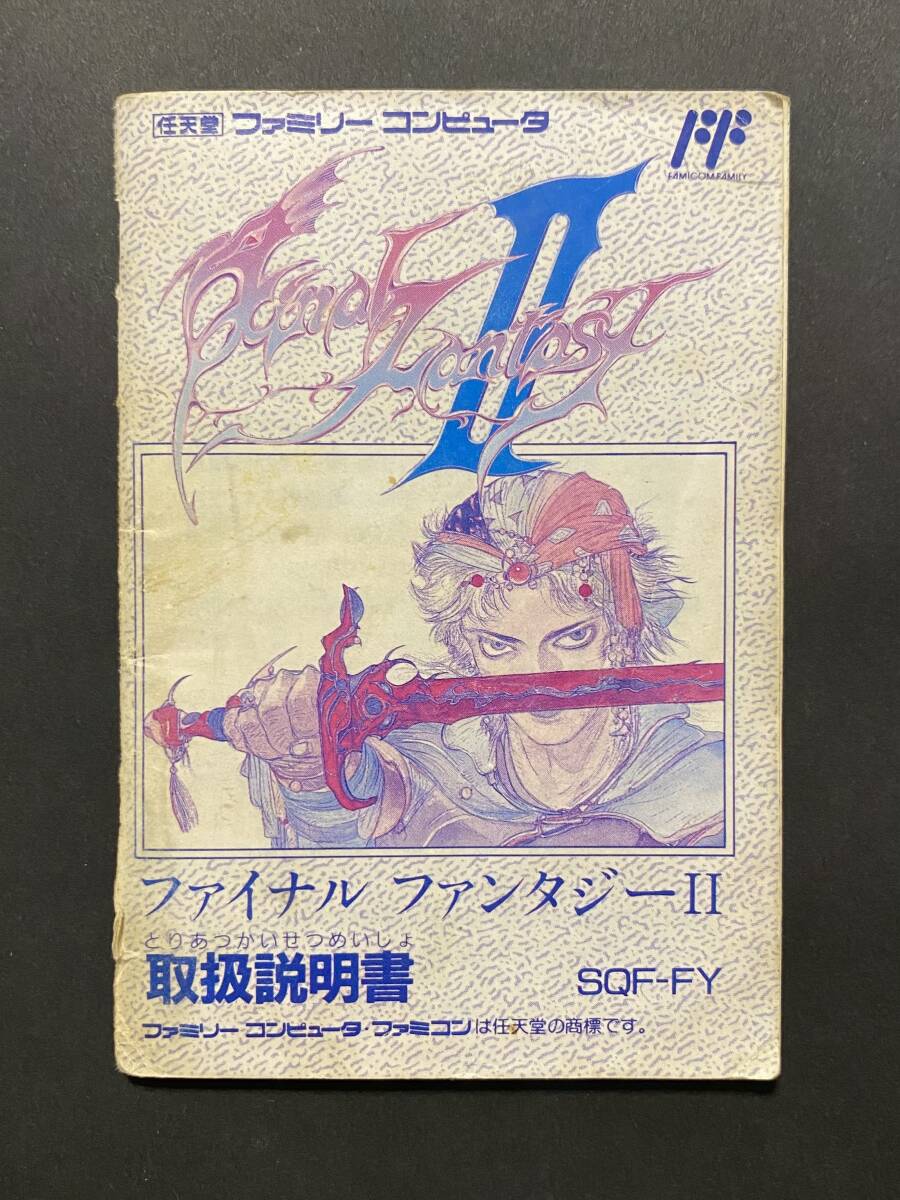 任天堂 ファミリー コンピュータ
FF
FAMICOM FAMILY
Final Fantasy II
ファイナル ファンタジーII
とりあつかいせつめいしょ
取扱説明書
SQF-FY
ファミリー コンピュータ・ファミコンは任天堂の商標です。